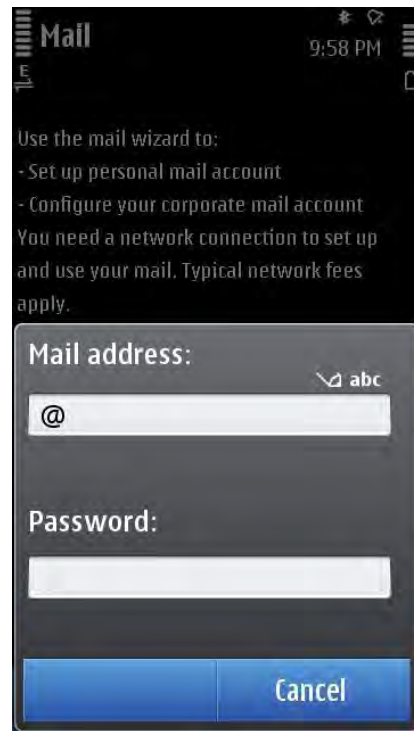 Mail
9:58 PM
E
Use the mail wizard to:
- Set up personal mail account
- Configure your corporate mail account
You need a network connection to set up
and use your mail. Typical network fees
apply.
Mail address:
abc
@
Password:
Cancel